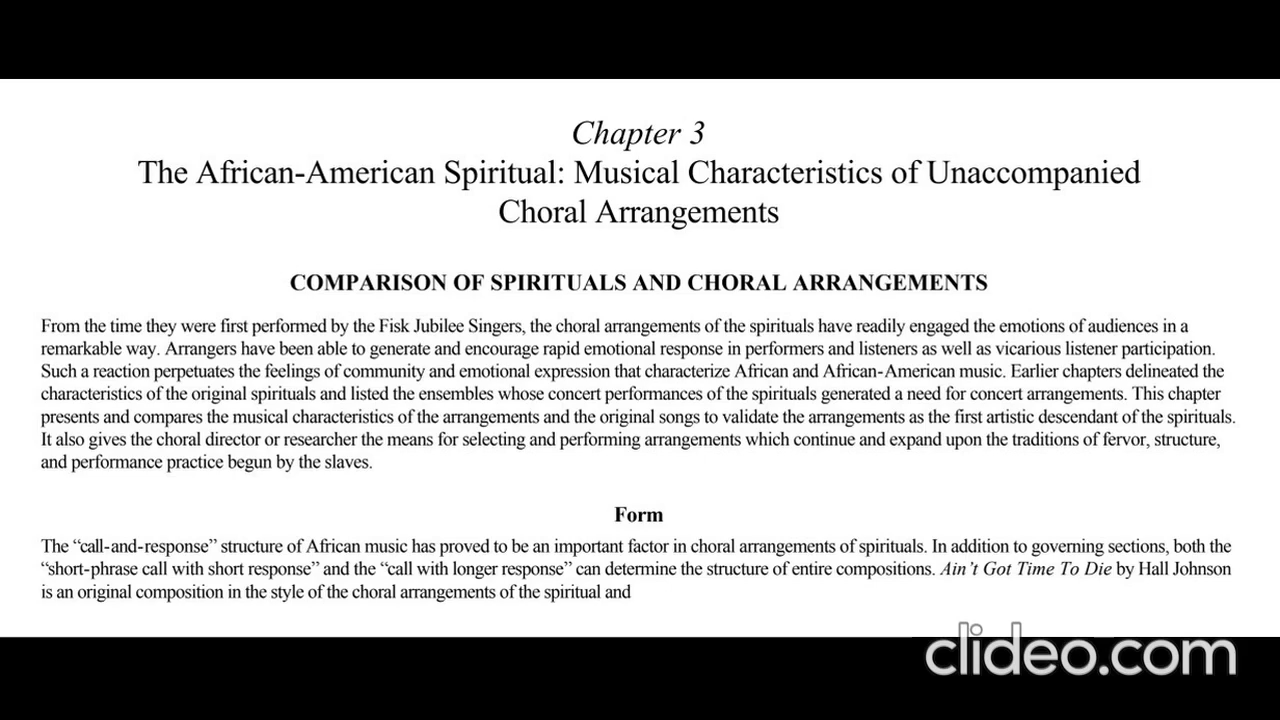 Chapter 3
The African-American Spiritual: Musical Characteristics of Unaccompanied
Choral Arrangements
COMPARISON OF SPIRITUALS AND CHORAL ARRANGEMENTS
From the time they were first performed by the Fisk Jubilee Singers, the choral arrangements of the spirituals have readily engaged the emotions of audiences in a
remarkable way. Arrangers have been able to generate and encourage rapid emotional response in performers and listeners as well as vicarious listener participation.
Such a reaction perpetuates the feelings of community and emotional expression that characterize African and African-American music. Earlier chapters delineated the
characteristics of the original spirituals and listed the ensembles whose concert performances of the spirituals generated a need for concert arrangements. This chapter
presents and compares the musical characteristics of the arrangements and the original songs to validate the arrangements as the first artistic descendant of the spirituals.
It also gives the choral director or researcher the means for selecting and performing arrangements which continue and expand upon the traditions of fervor, structure,
and performance practice begun by the slaves.
Form
The “call-and-response” structure of African music has proved to be an important factor in choral arrangements of spirituals. In addition to governing sections, both the
“short-phrase call with short response” and the “call with longer response” can determine the structure of entire compositions. Ain’t Got Time To Die by Hall Johnson
is an original composition in the style of the choral arrangements of the spiritual and
clideo.com